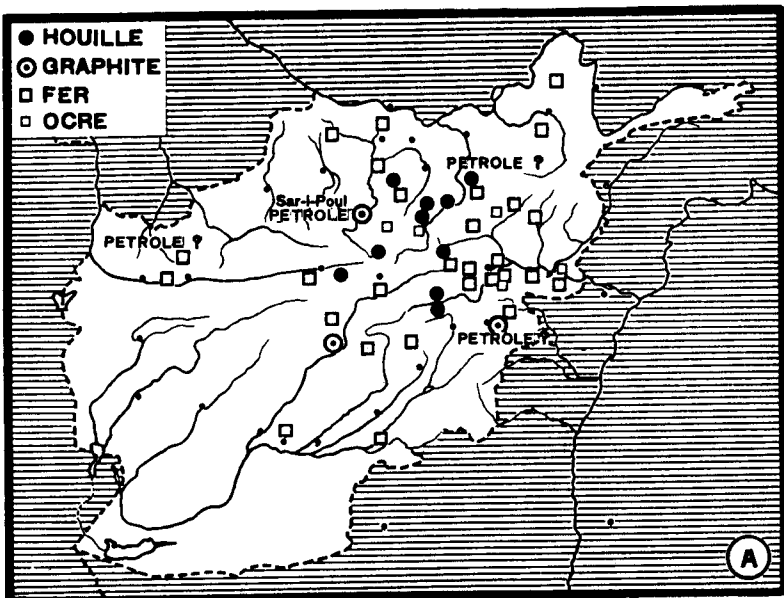 HOUILLE
GRAPHITE
FER
OCRE
PETROLE ?
Sar-i-Poul
PETROLE
PETROLE ?
PETROLE ?
A